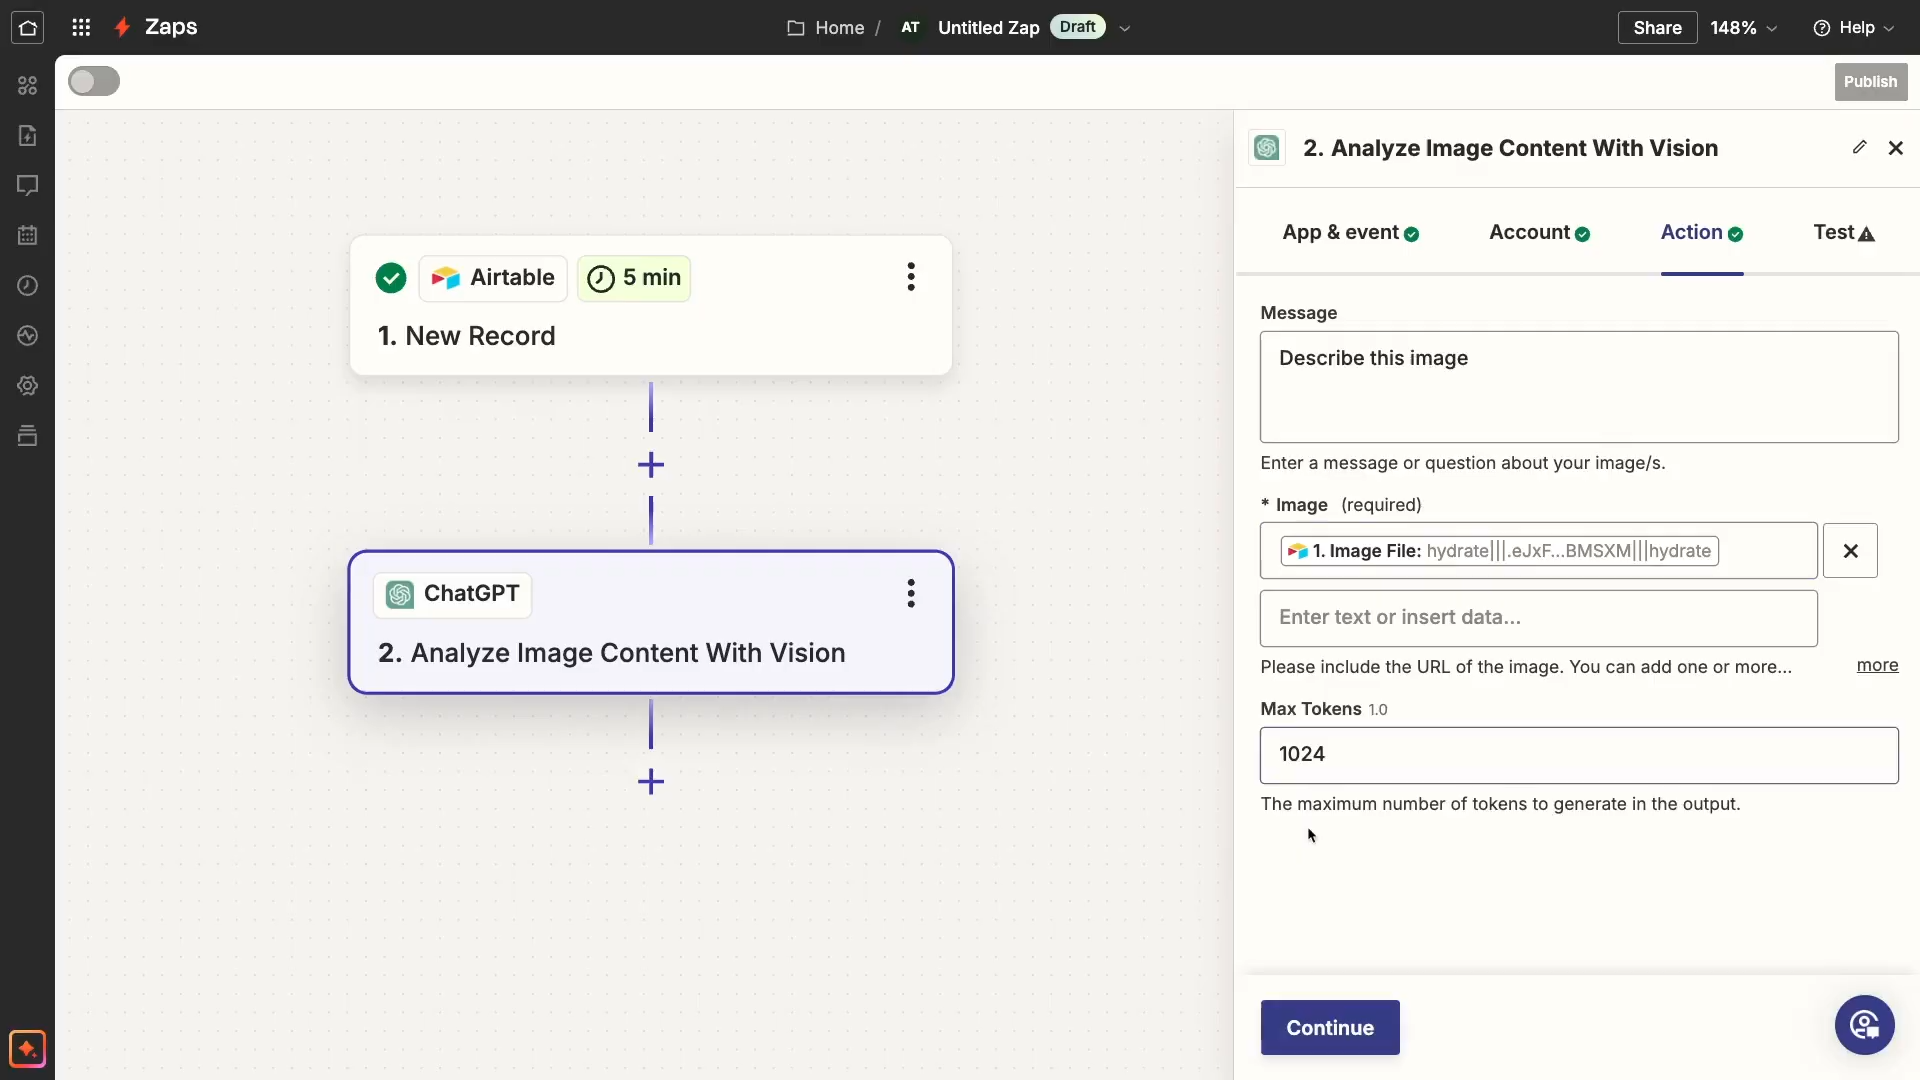 Zaps
Home / AT Untitled Zap Draft
Share 148% Help
Publish
Airtable 5 min
1. New Record
ChatGPT
2. Analyze Image Content With Vision
2. Analyze Image Content With Vision
App & event Account Action Test
Message
Describe this image
Enter a message or question about your image/s.
* Image (required)
1. Image File: hydrate|||.eJxF...BMSXM|||hydrate
Enter text or insert data...
Please include the URL of the image. You can add one or more... more
Max Tokens 1.0
1024
The maximum number of tokens to generate in the output.
Continue